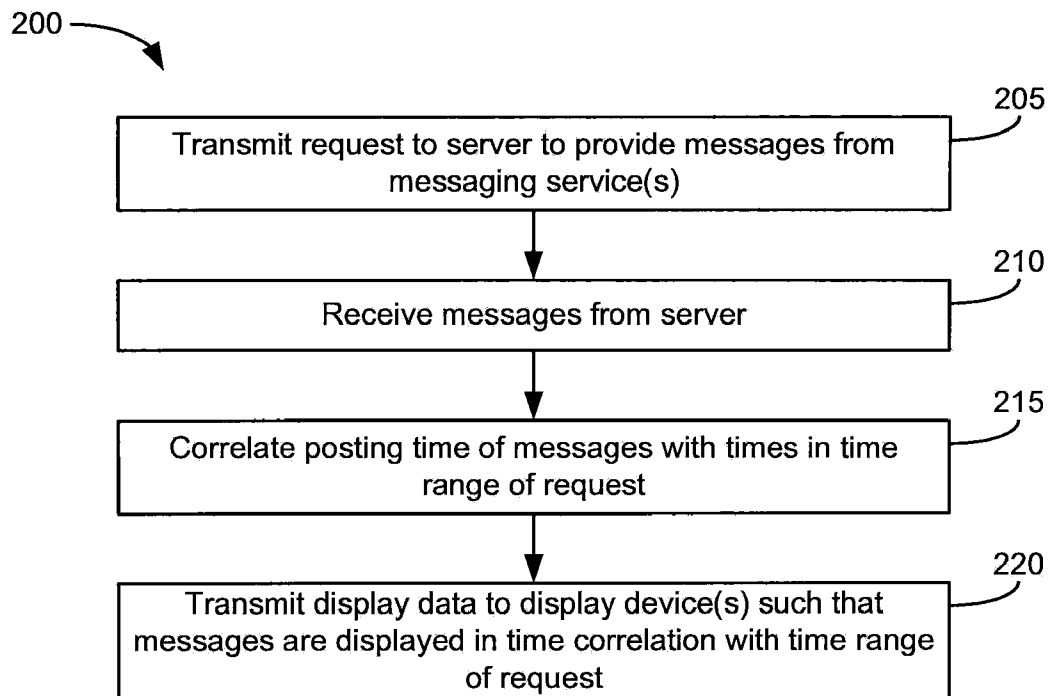 200
205
Transmit request to server to provide messages from
messaging service(s)
210
Receive messages from server
215
Correlate posting time of messages with times in time
range of request
220
Transmit display data to display device(s) such that
messages are displayed in time correlation with time range
of request